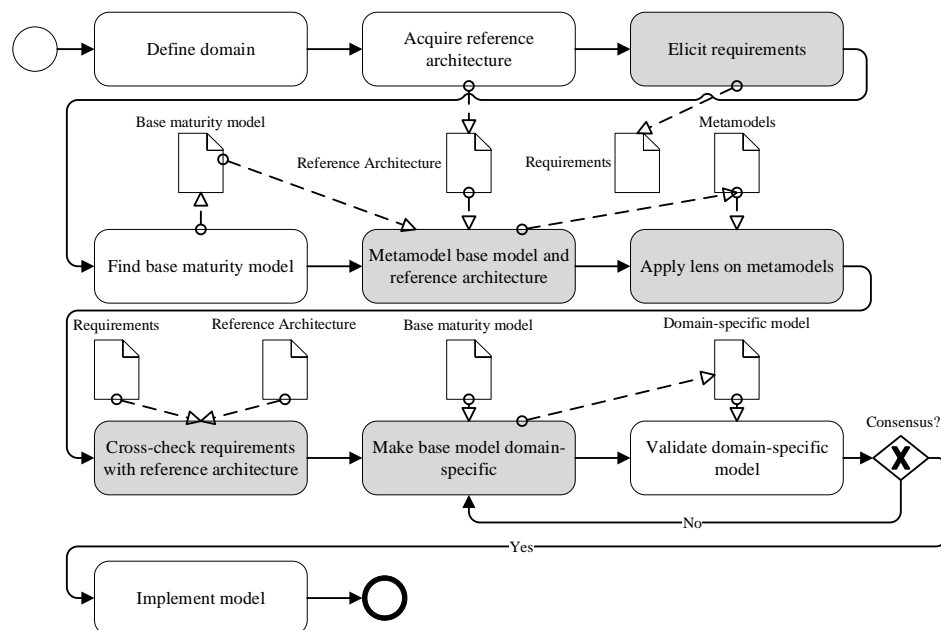 Define domain
Acquire reference
architecture
Elicit requirements
Base maturity model
Reference Architecture
Requirements
Metamodels
Find base maturity model
Metamodel base model and
reference architecture
Apply lens on metamodels
Requirements
Reference Architecture
Base maturity model
Domain-specific model
Cross-check requirements
with reference architecture
Make base model domain-
specific
Validate domain-specific
model
Consensus?
X
No
Yes
Implement model